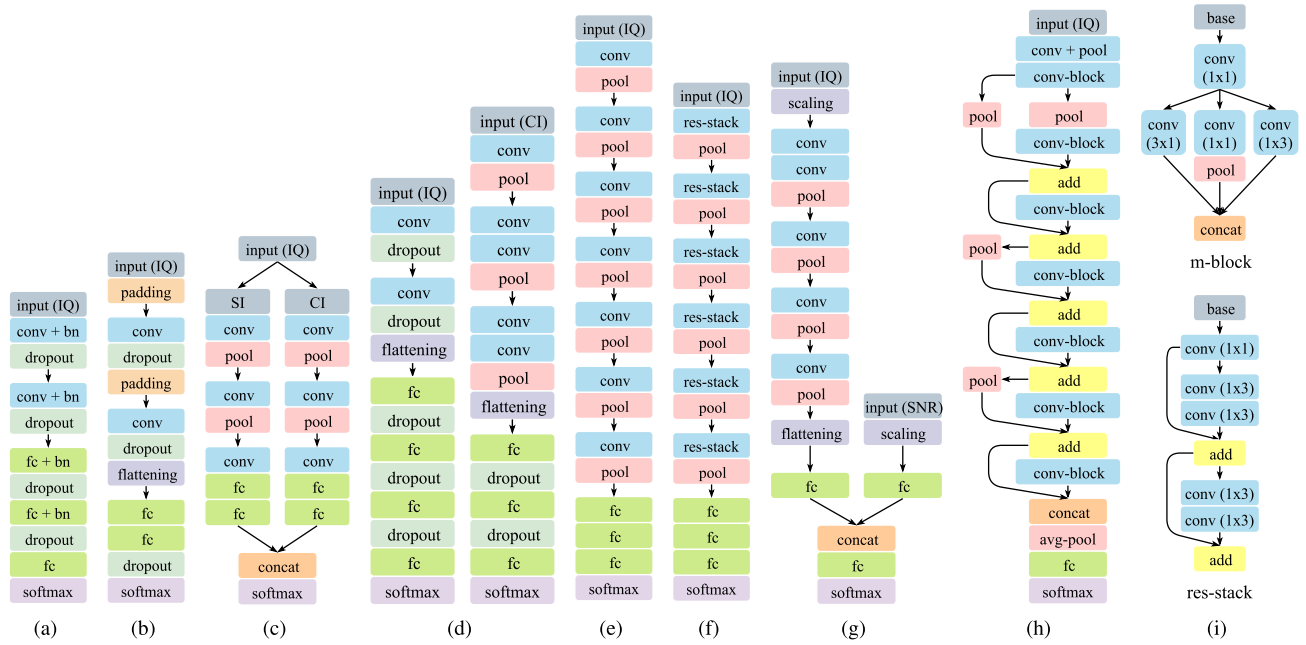 input (IQ)
conv + bn
dropout
conv + bn
dropout
fc + bn
dropout
fc + bn
dropout
fc
softmax
(a)
input (IQ)
padding
conv
dropout
padding
conv
dropout
flattening
fc
fc
dropout
softmax
(b)
input (IQ)
SI CI
conv conv
pool pool
conv conv
pool pool
conv conv
fc fc
fc fc
concat
softmax
(c)
input (IQ)
conv
dropout
conv
dropout
flattening
fc
dropout
fc
dropout
fc
dropout
fc
softmax
input (CI)
conv
pool
conv
conv
pool
conv
pool
flattening
fc
dropout
fc
dropout
fc
softmax
(d)
input (IQ)
conv
pool
conv
pool
conv
pool
conv
pool
conv
pool
conv
pool
conv
pool
fc
fc
fc
softmax
(e)
input (IQ)
res-stack
pool
res-stack
pool
res-stack
pool
res-stack
pool
res-stack
pool
res-stack
pool
fc
fc
fc
softmax
(f)
input (IQ)
scaling
conv
conv
pool
conv
pool
conv
pool
conv
pool
flattening
fc
input (SNR)
scaling
fc
concat
fc
softmax
(g)
input (IQ)
conv + pool
conv-block
pool pool
conv-block
add
conv-block
pool add
conv-block
add
conv-block
pool add
conv-block
add
conv-block
concat
avg-pool
fc
softmax
(h)
base
conv
(1x1)
conv conv conv
(3x1) (1x1) (1x3)
pool
concat
m-block
base
conv (1x1)
conv (1x3)
conv (1x3)
add
conv (1x3)
conv (1x3)
add
res-stack
(i)